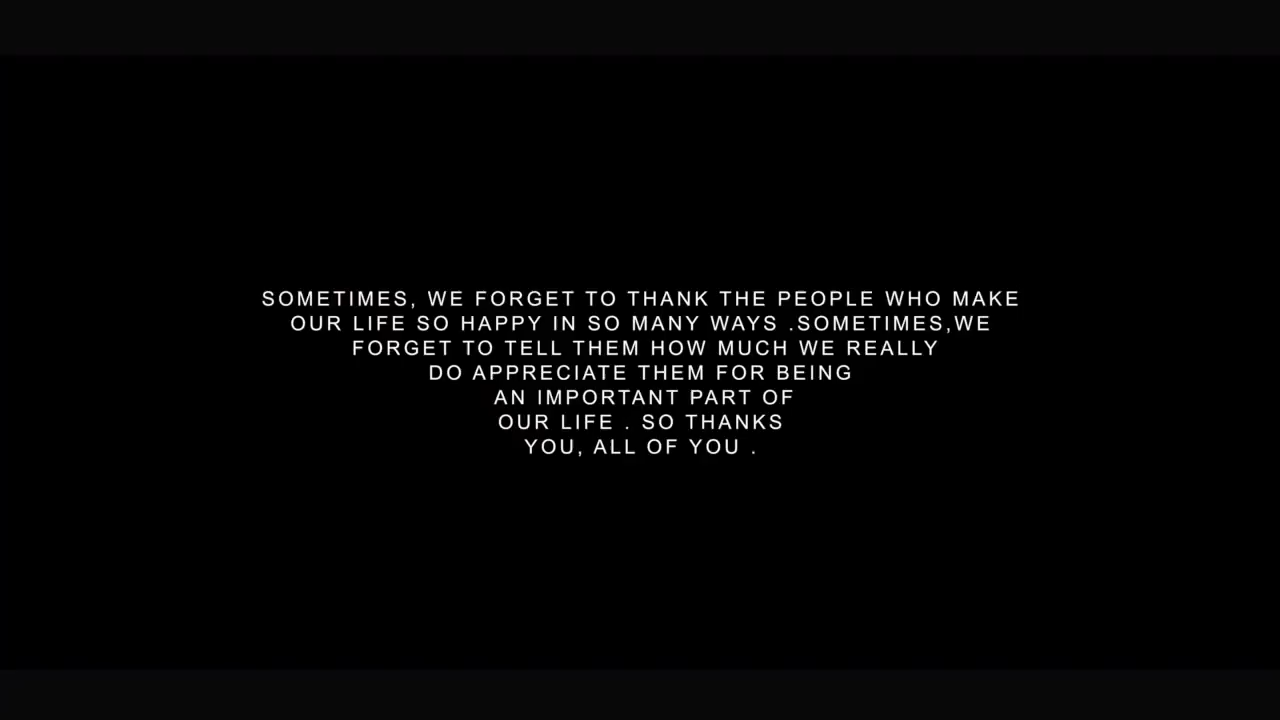 SOMETIMES, WE FORGET TO THANK THE PEOPLE WHO MAKE
OUR LIFE SO HAPPY IN SO MANY WAYS .SOMETIMES,WE
FORGET TO TELL THEM HOW MUCH WE REALLY
DO APPRECIATE THEM FOR BEING
AN IMPORTANT PART OF
OUR LIFE . SO THANKS
YOU, ALL OF YOU .